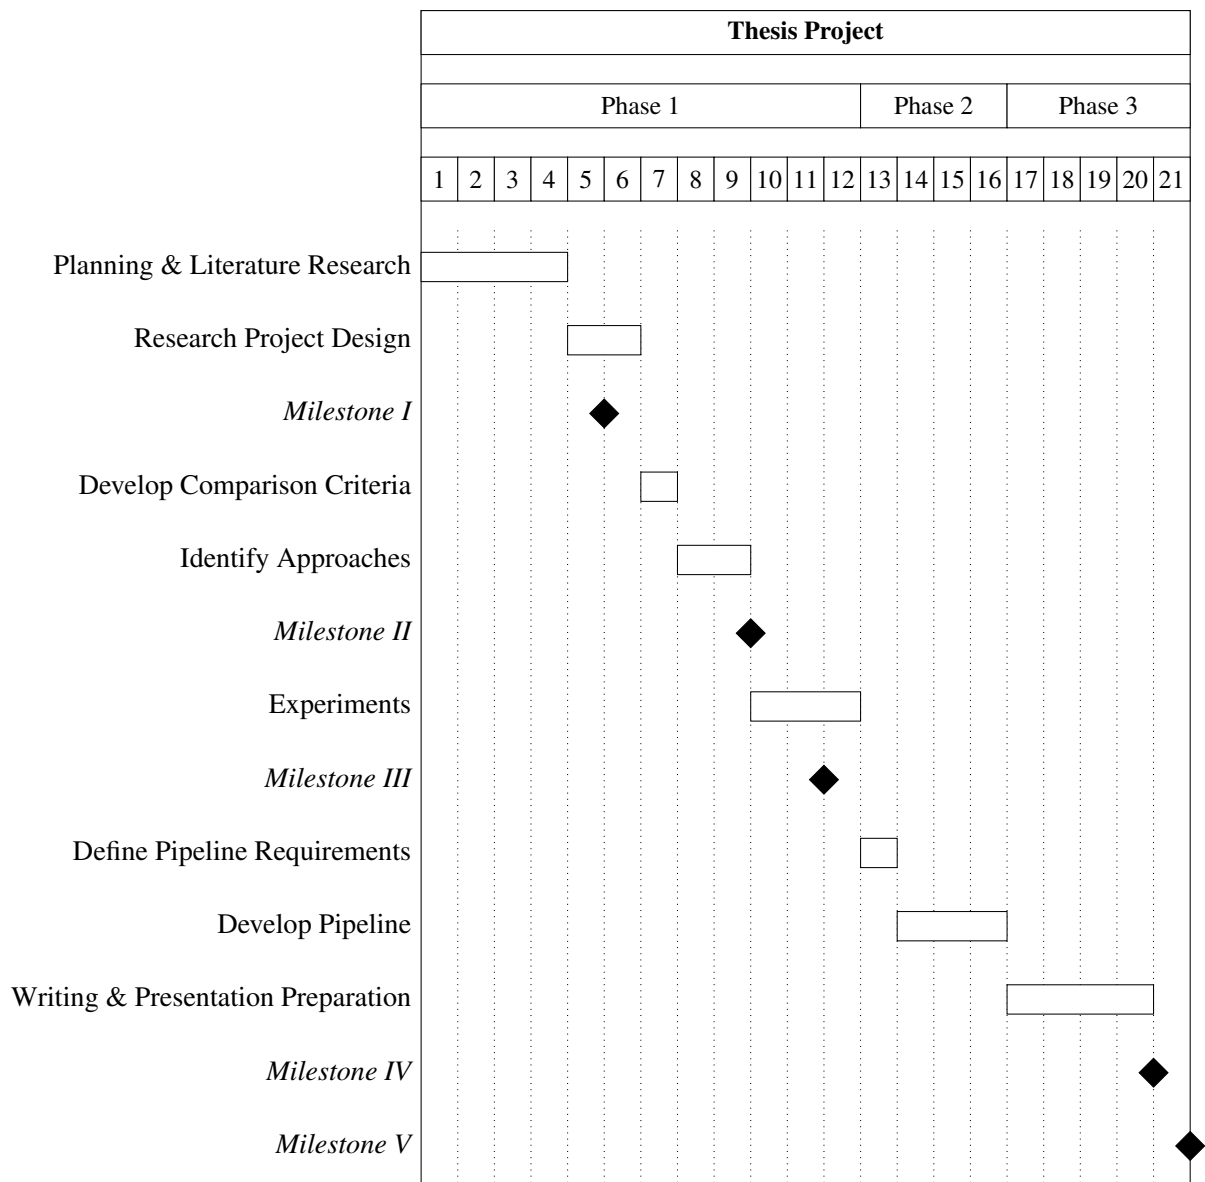 Thesis Project
Phase 1 Phase 2 Phase 3
1 2 3 4 5 6 7 8 9 10 11 12 13 14 15 16 17 18 19 20 21
Planning & Literature Research
Research Project Design
Milestone I
Develop Comparison Criteria
Identify Approaches
Milestone II
Experiments
Milestone III
Define Pipeline Requirements
Develop Pipeline
Writing & Presentation Preparation
Milestone IV
Milestone V